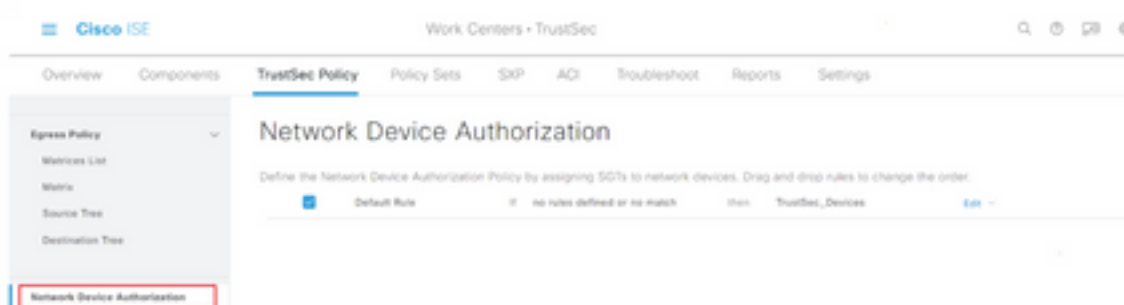 Cisco ISE
Work Centers • TrustSec
Overview Components TrustSec Policy Policy Sets SXP ACI Troubleshoot Reports Settings
Egress Policy
Matrices List
Matrix
Source Tree
Destination Tree
Network Device Authorization
Network Device Authorization
Define the Network Device Authorization Policy by assigning SGTs to network devices. Drag and drop rules to change the order.
Default Rule If no rules defined or no match then TrustSec_Devices Edit